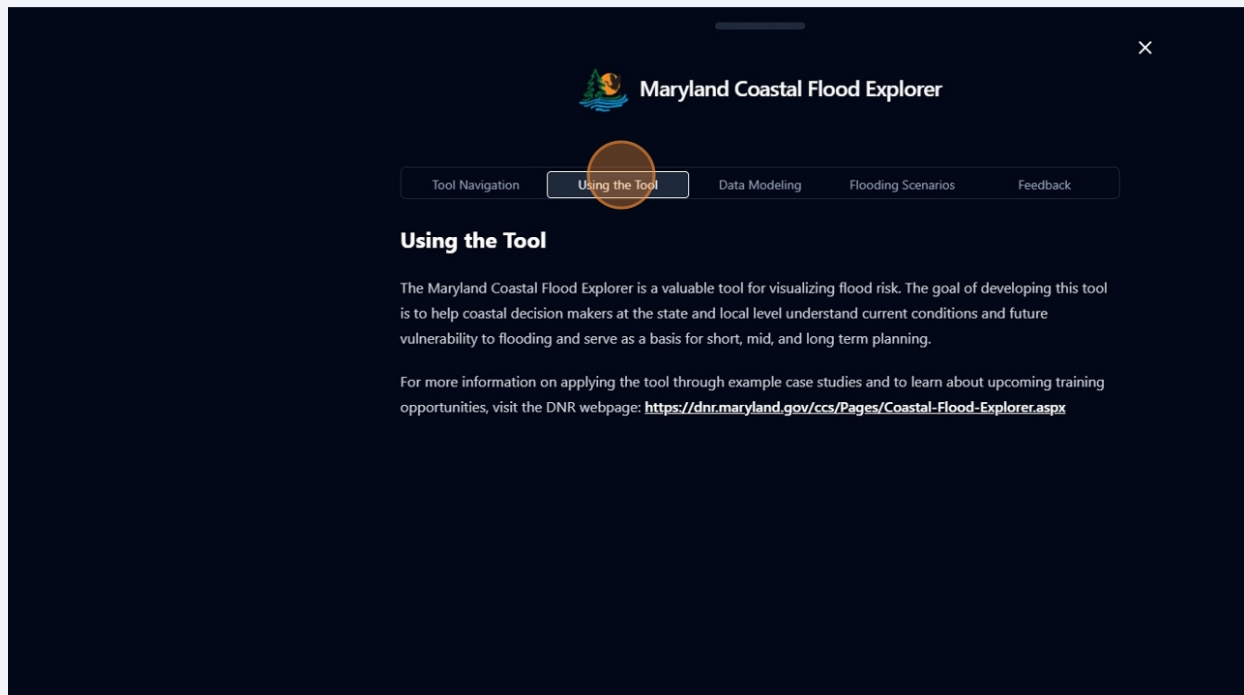 Maryland Coastal Flood Explorer
Tool Navigation Using the Tool Data Modeling Flooding Scenarios Feedback
Using the Tool
The Maryland Coastal Flood Explorer is a valuable tool for visualizing flood risk. The goal of developing this tool
is to help coastal decision makers at the state and local level understand current conditions and future
vulnerability to flooding and serve as a basis for short, mid, and long term planning.
For more information on applying the tool through example case studies and to learn about upcoming training
opportunities, visit the DNR webpage: https://dnr.maryland.gov/ccs/Pages/Coastal-Flood-Explorer.aspx